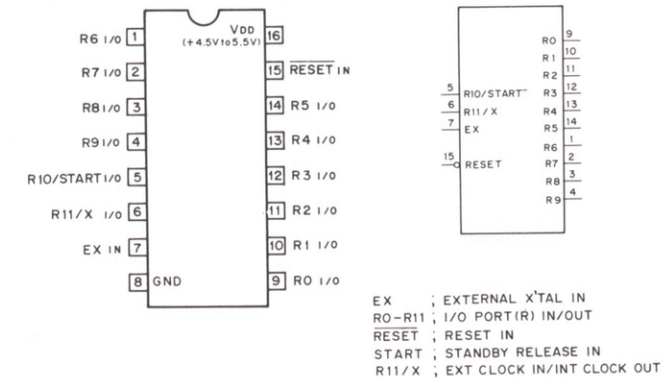 R6 I/O 1
R7 I/O 2
R8 I/O 3
R9 I/O 4
R10/START I/O 5
R11/X I/O 6
EX IN 7
8 GND
VDD 16
(+4.5V to 5.5V)
15 RESET IN
14 R5 I/O
13 R4 I/O
12 R3 I/O
11 R2 I/O
10 R1 I/O
9 R0 I/O
5 R10/START
6 R11/X
7 EX
15 RESET
R0 9
R1 10
R2 11
R3 12
R4 13
R5 14
R6 1
R7 2
R8 3
R9 4
EX ; EXTERNAL X'TAL IN
R0-R11 ; I/O PORT(R) IN/OUT
RESET ; RESET IN
START ; STANDBY RELEASE IN
R11/X ; EXT CLOCK IN/INT CLOCK OUT